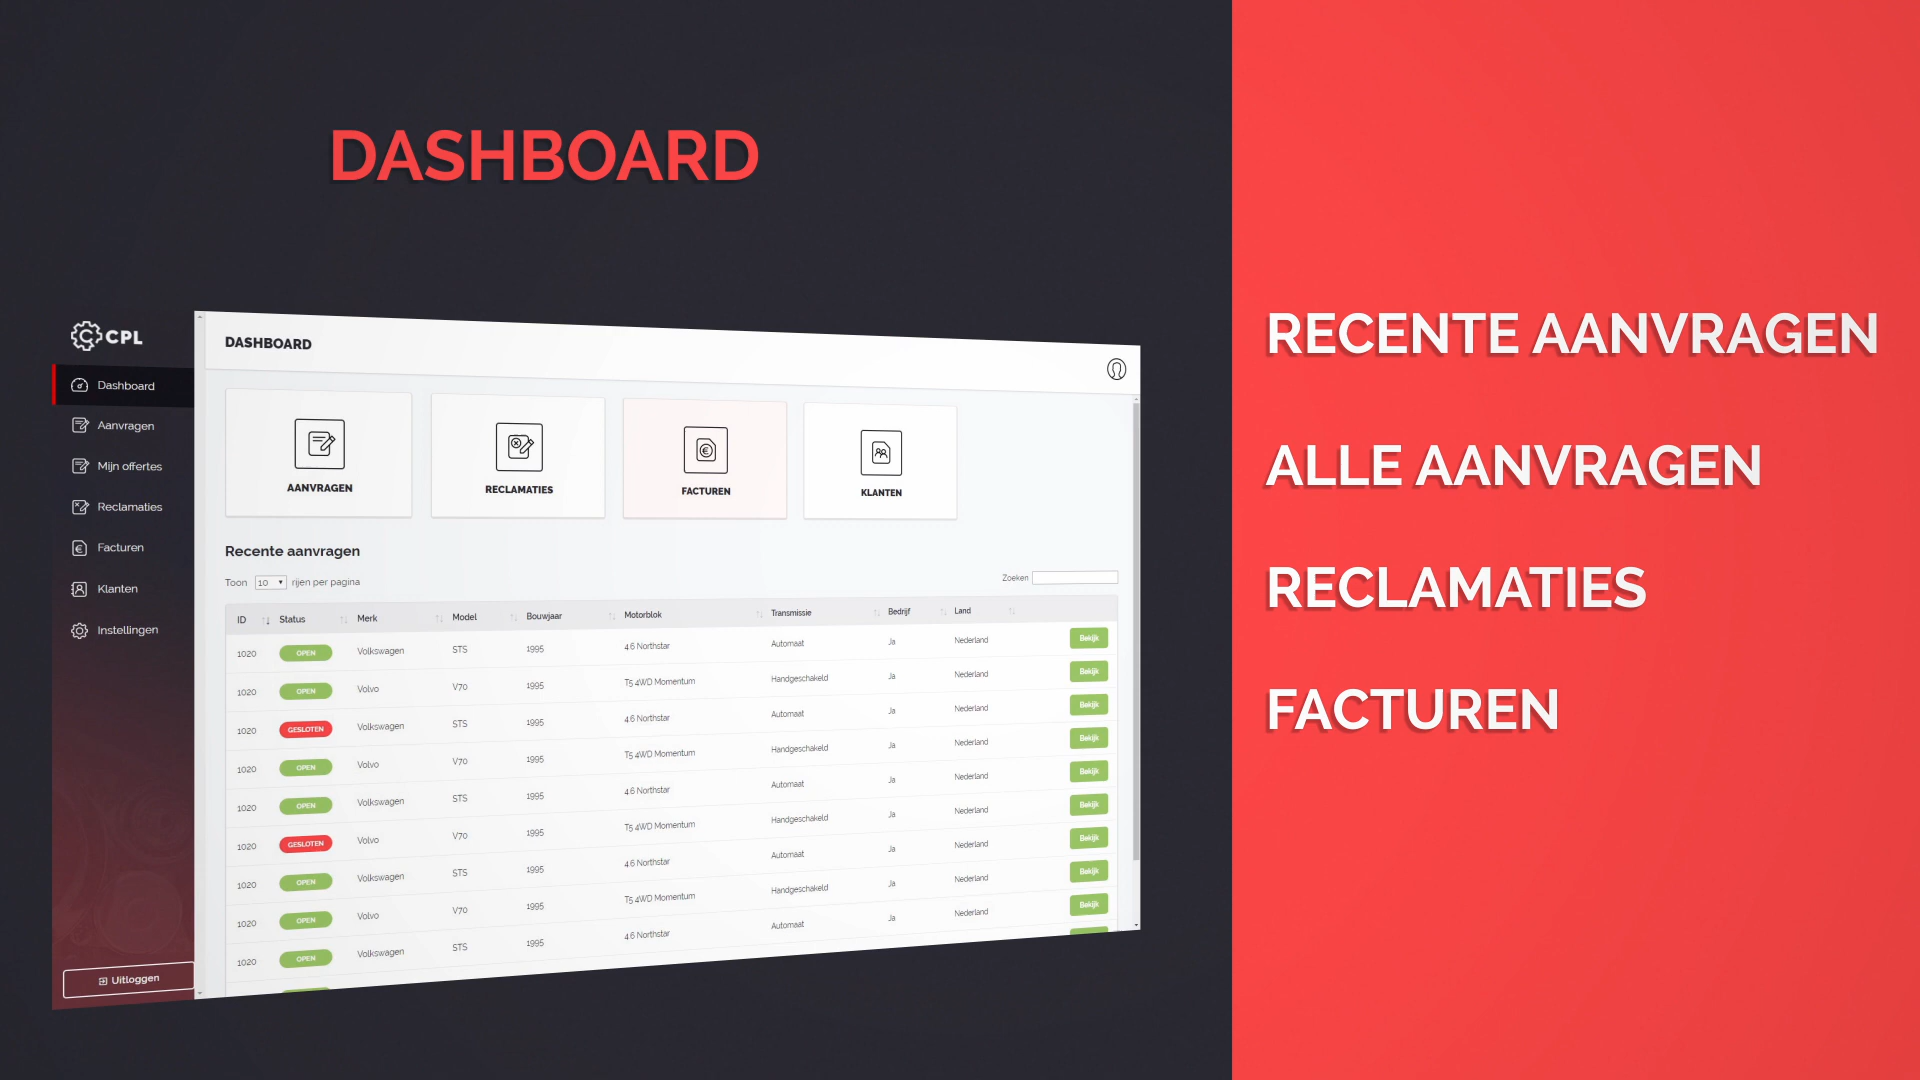 DASHBOARD
CPL
Dashboard
Aanvragen
Mijn offertes
Reclamaties
Facturen
Klanten
Instellingen
Uitloggen
DASHBOARD
AANVRAGEN RECLAMATIES FACTUREN KLANTEN
Recente aanvragen
Toon 10 rijen per pagina Zoeken
ID Status Merk Model Bouwjaar Motorblok Transmissie Bedrijf Land
1020 OPEN Volkswagen STS 1995 4.6 Northstar Automaat Ja Nederland Bekijk
1020 OPEN Volvo V70 1995 T5 4WD Momentum Handgeschakeld Ja Nederland Bekijk
1020 GESLOTEN Volkswagen STS 1995 4.6 Northstar Automaat Ja Nederland Bekijk
1020 OPEN Volvo V70 1995 T5 4WD Momentum Handgeschakeld Ja Nederland Bekijk
1020 OPEN Volkswagen STS 1995 4.6 Northstar Automaat Ja Nederland Bekijk
1020 GESLOTEN Volvo V70 1995 T5 4WD Momentum Handgeschakeld Ja Nederland Bekijk
1020 OPEN Volkswagen STS 1995 4.6 Northstar Automaat Ja Nederland Bekijk
1020 OPEN Volvo V70 1995 T5 4WD Momentum Handgeschakeld Ja Nederland Bekijk
1020 OPEN Volkswagen STS 1995 4.6 Northstar Automaat Ja Nederland Bekijk
RECENTE AANVRAGEN
ALLE AANVRAGEN
RECLAMATIES
FACTUREN